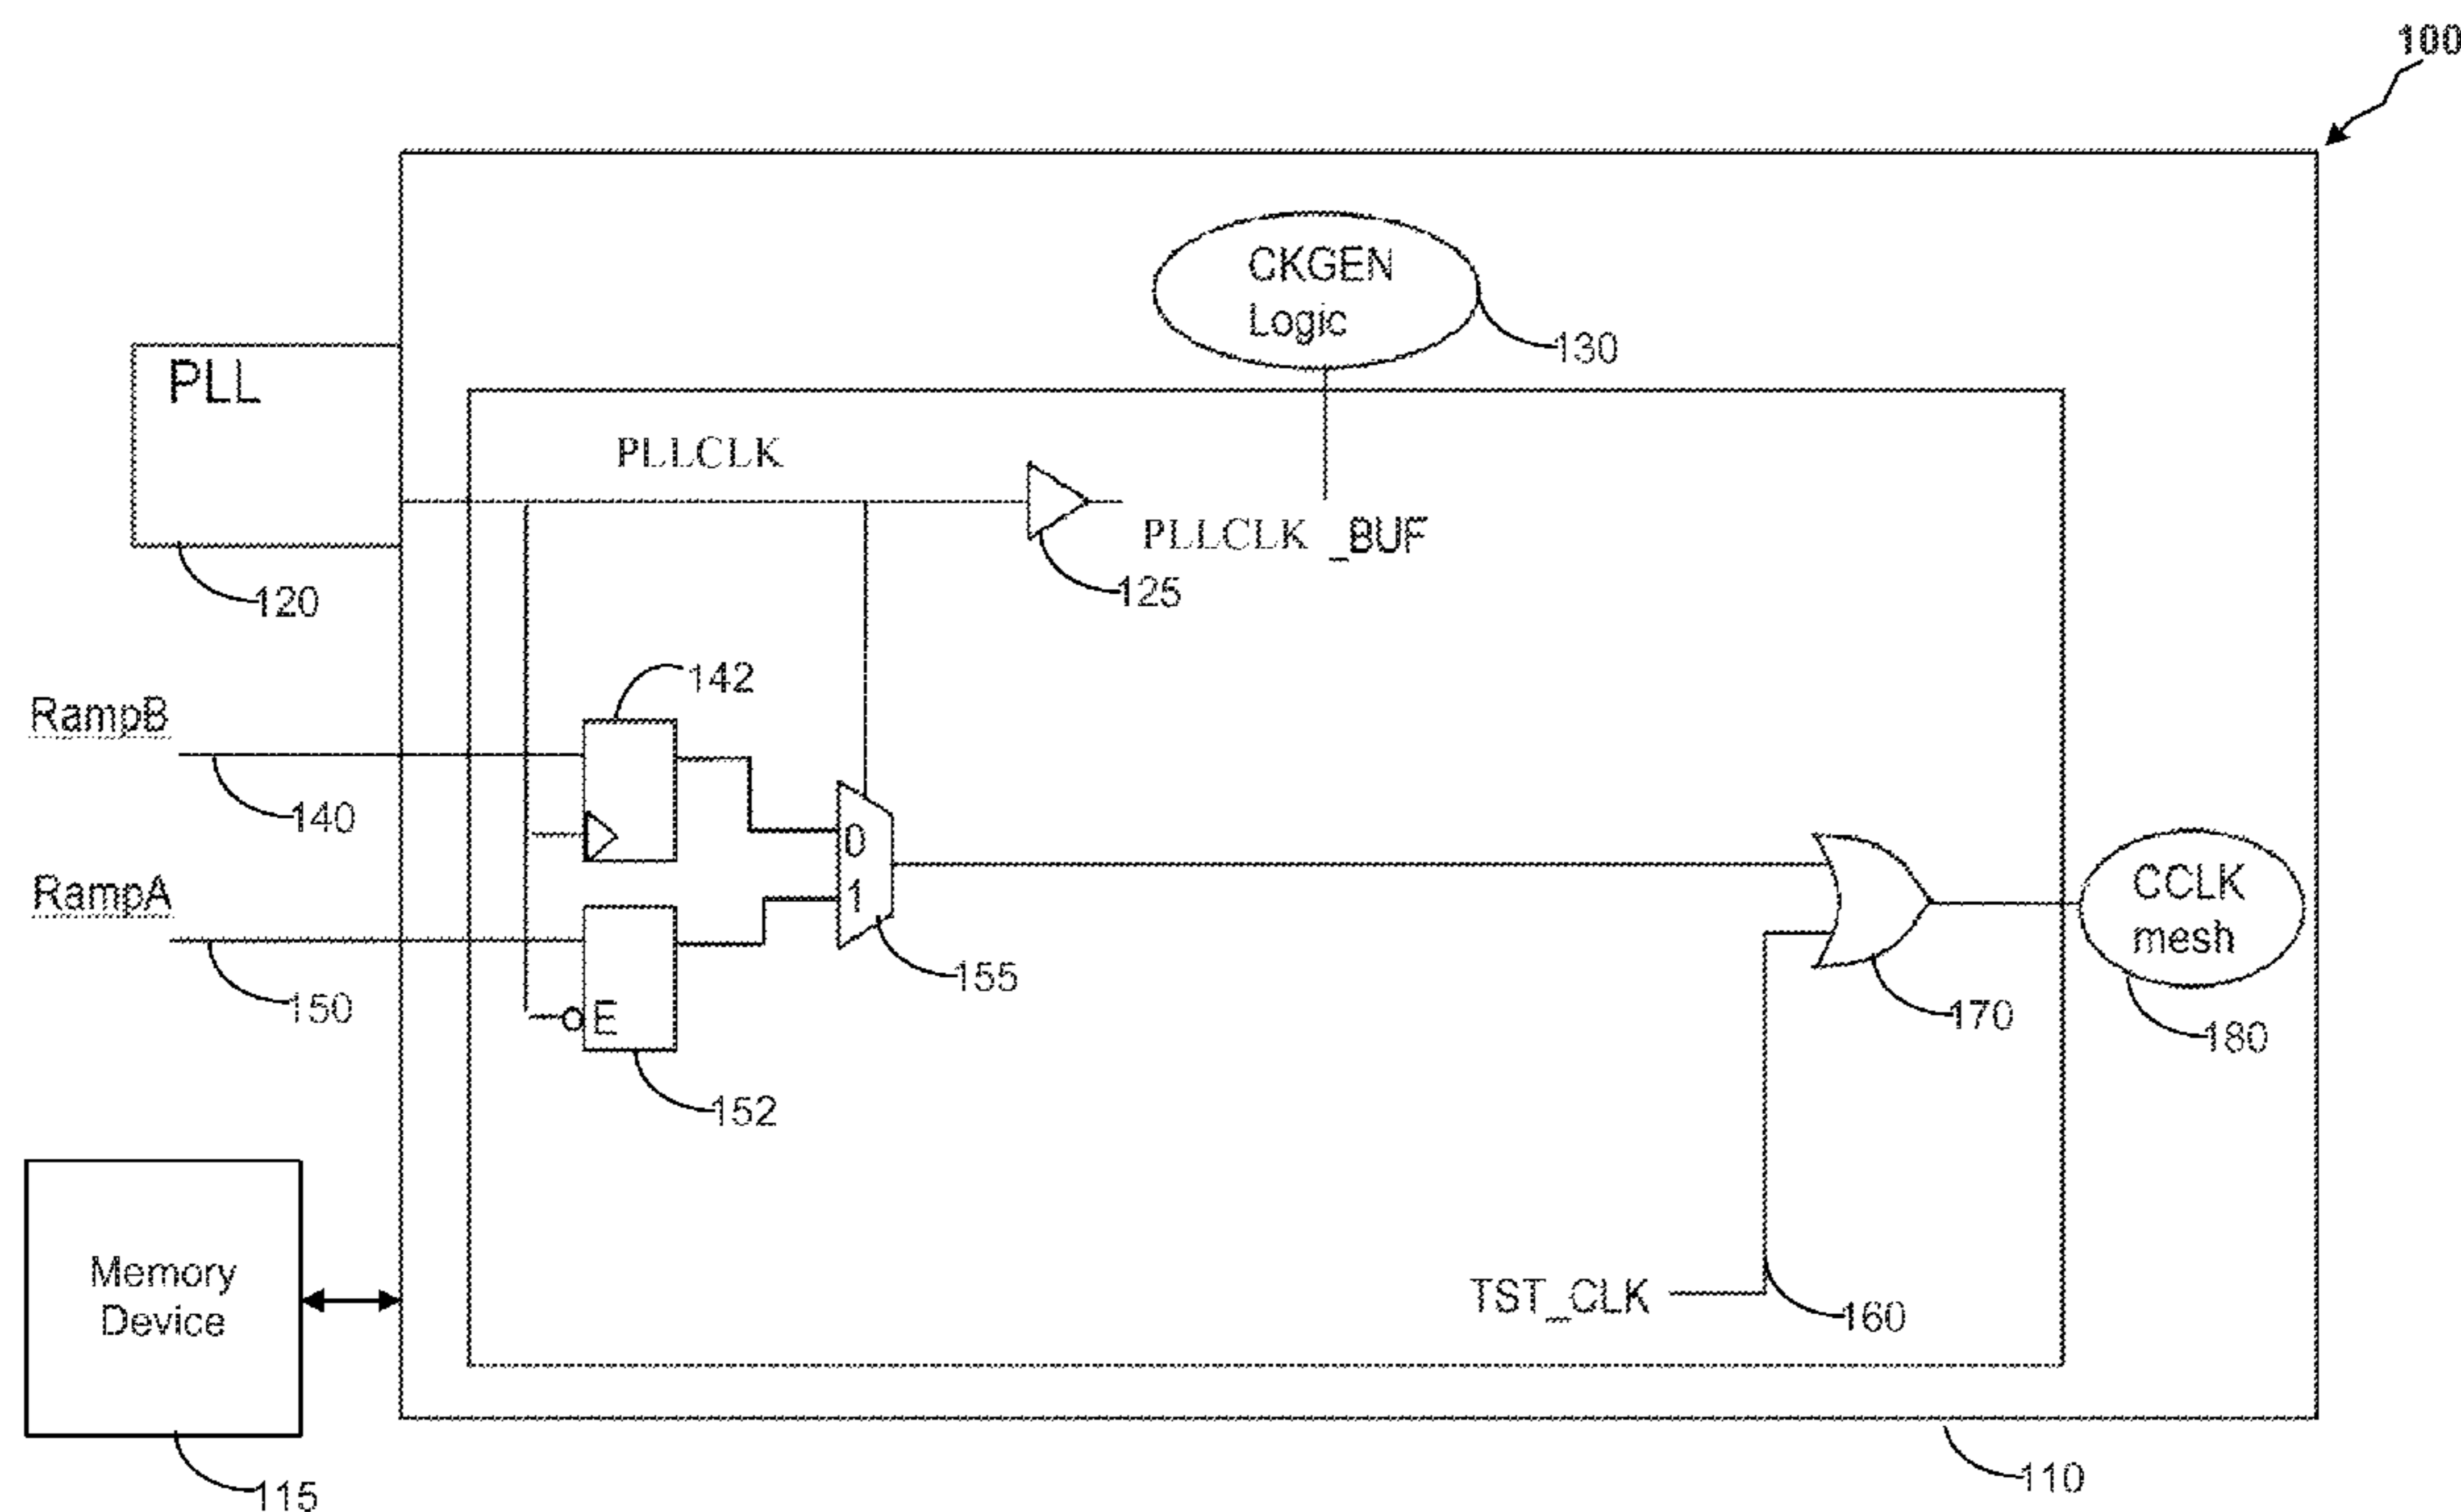 100
CKGEN
Logic
130
PLL
PLLCLK
PLLCLK _BUF
125
120
142
RampB
140
0
RampA
1
CCLK
mesh
155
150
E
170
180
152
Memory
Device
TST_CLK
160
110
115